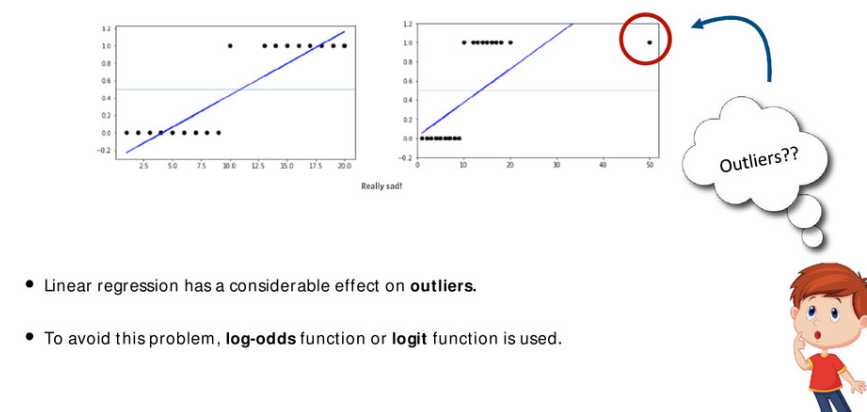 1.2
1.0
0.8
0.6
0.4
0.2
0.0
−0.2
2.5 5.0 7.5 10.0 12.5 15.0 17.5 20.0
1.2
1.0
0.8
0.6
0.4
0.2
0.0
−0.2
0 10 20 30 40 50
Outliers??
Really sad!
• Linear regression has a considerable effect on outliers.
• To avoid this problem, log-odds function or logit function is used.